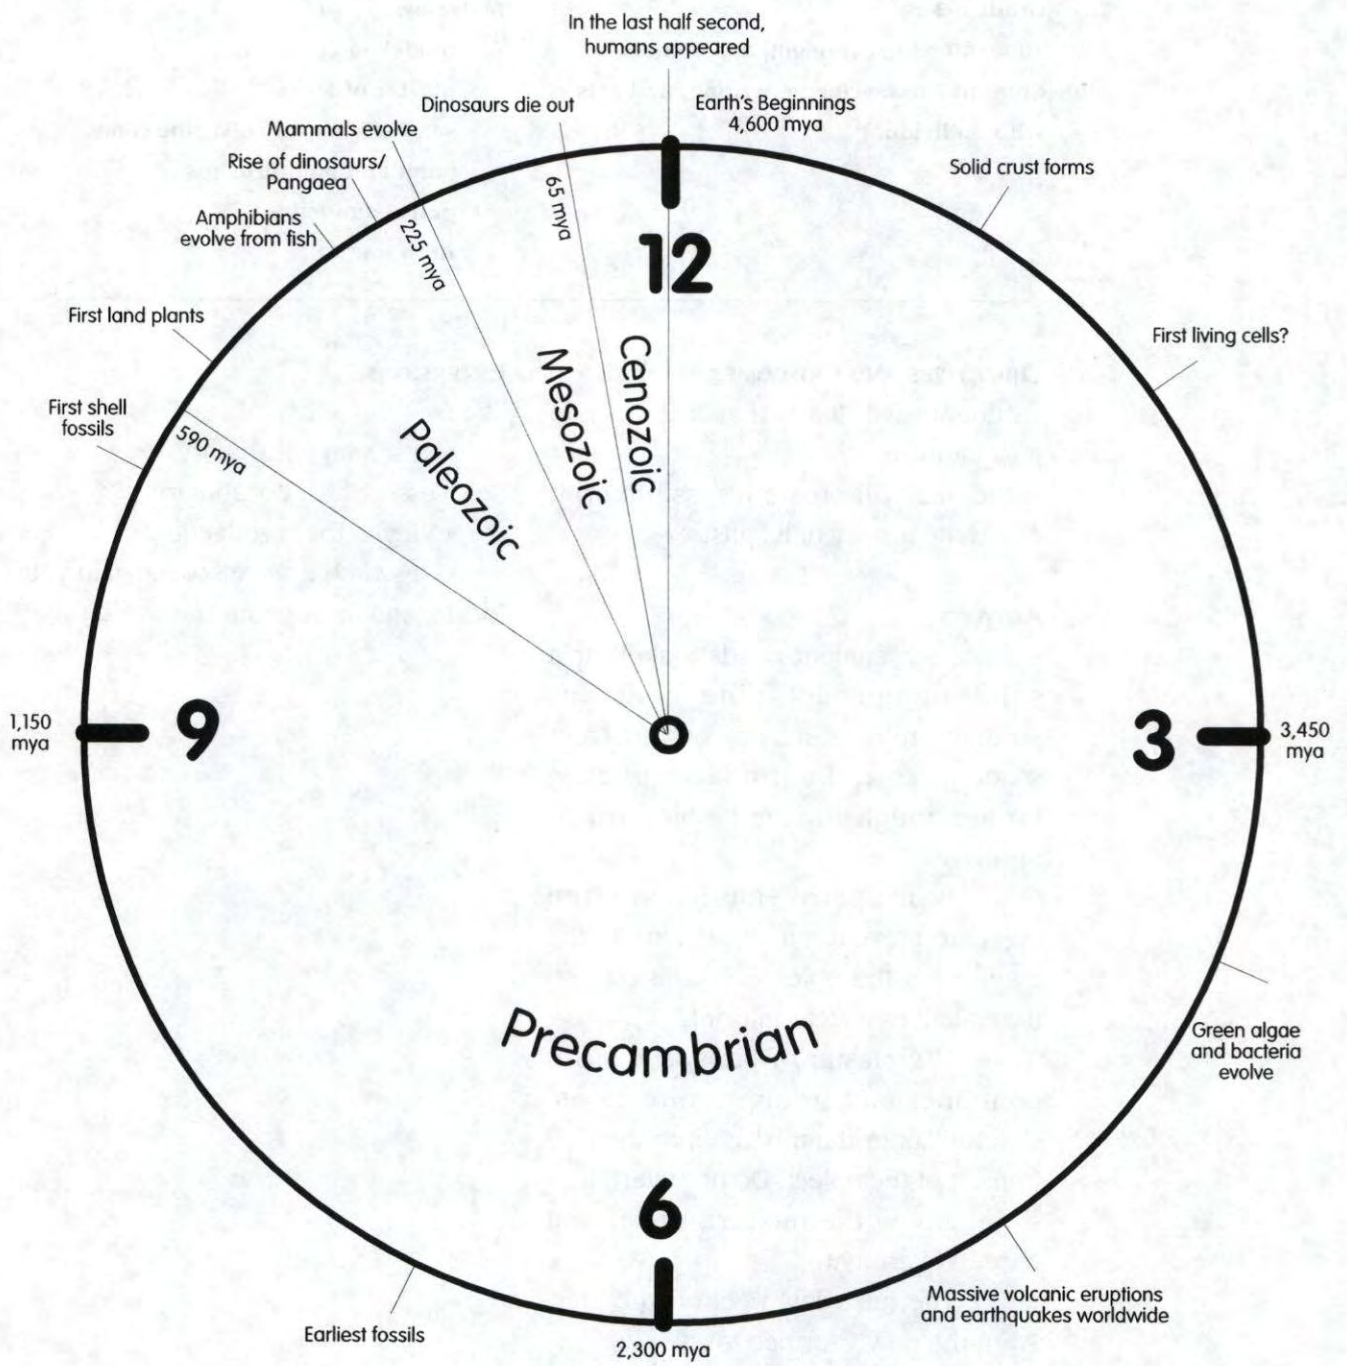 In the last half second,
humans appeared
Earth's Beginnings
4,600 mya
Dinosaurs die out
Mammals evolve
Rise of dinosaurs/
Pangaea
Amphibians
evolve from fish
Solid crust forms
65 mya
225 mya
12
First land plants
First living cells?
First shell
fossils
590 mya
Cenozoic
Mesozoic
Paleozoic
1,150
mya
9
3
3,450
mya
Precambrian
Green algae
and bacteria
evolve
6
Massive volcanic eruptions
and earthquakes worldwide
Earliest fossils
2,300 mya